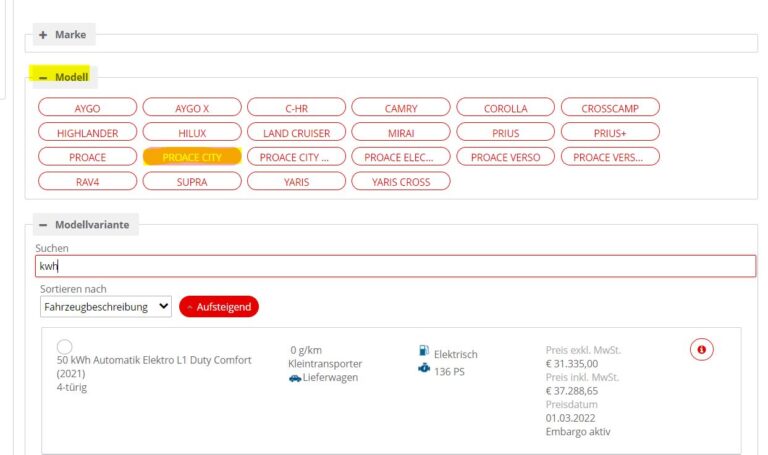 Marke
Modell
AYGO AYGO X C-HR CAMRY COROLLA CROSSCAMP
HIGHLANDER HILUX LAND CRUISER MIRAI PRIUS PRIUS+
PROACE PROACE CITY PROACE CITY ... PROACE ELEC... PROACE VERSO PROACE VERS...
RAV4 SUPRA YARIS YARIS CROSS
Modellvariante
Suchen
kwh
Sortieren nach
Fahrzeugbeschreibung Aufsteigend
50 kWh Automatik Elektro L1 Duty Comfort
(2021)
4-türig
0 g/km
Kleintransporter
Lieferwagen
Elektrisch
136 PS
Preis exkl. MwSt.
€ 31.335,00
Preis inkl. MwSt.
€ 37.288,65
Preisdatum
01.03.2022
Embargo aktiv